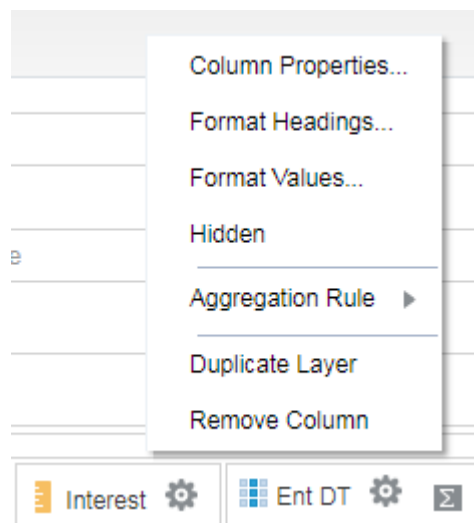 Column Properties...
Format Headings...
Format Values...
Hidden
e
Aggregation Rule
Duplicate Layer
Remove Column
Interest Ent DT Σ